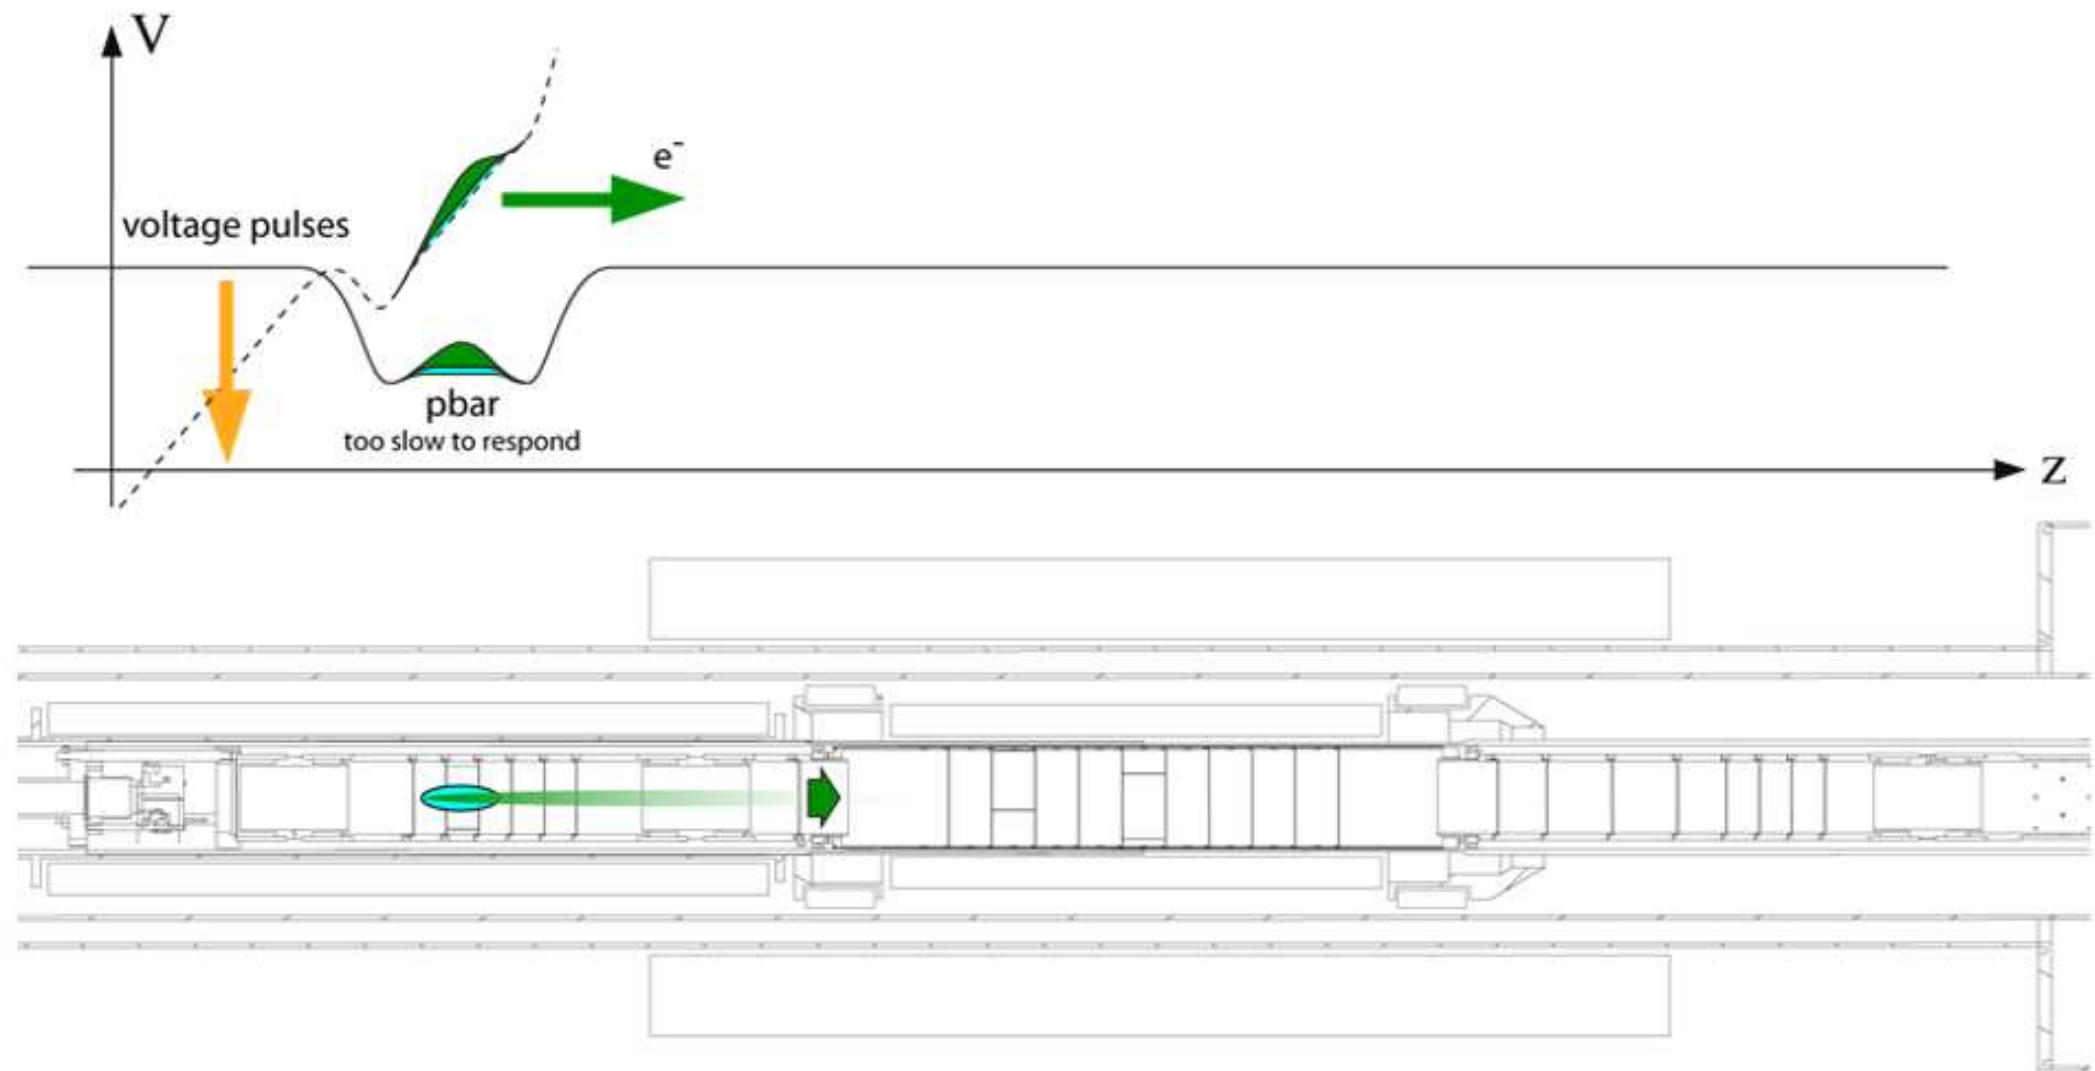 V
e⁻
voltage pulses
pbar
too slow to respond
z